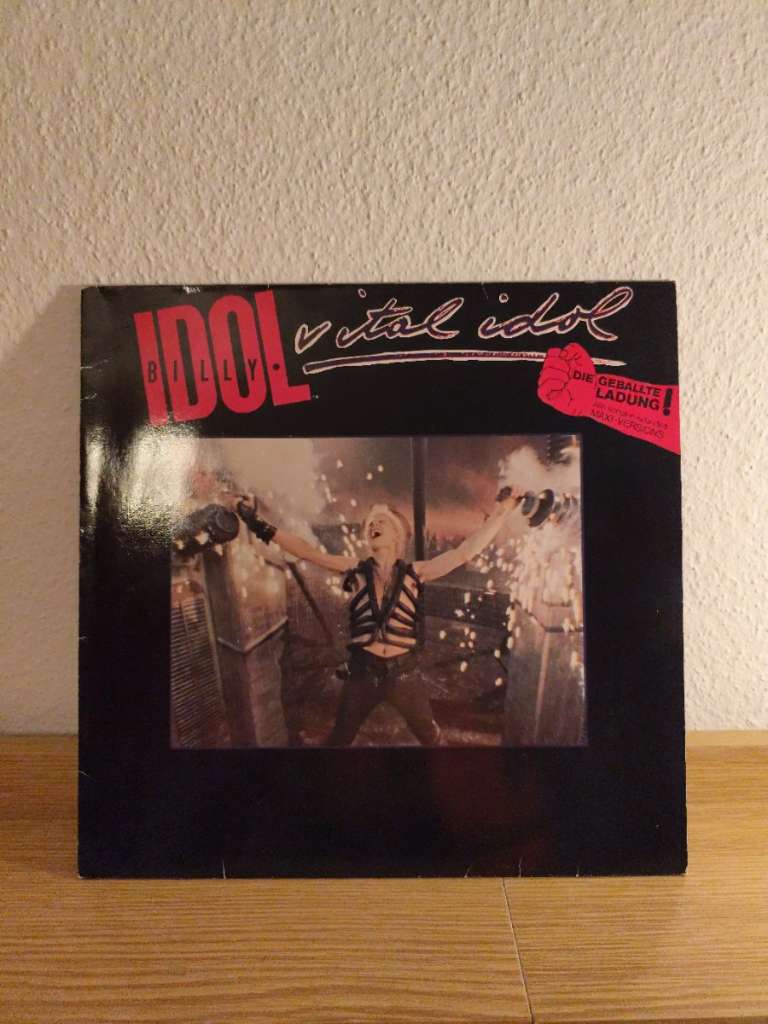 IDOL
BILLY •
vital idol
DIE GEBALLTE
LADUNG!
MAXI-VERSIONS